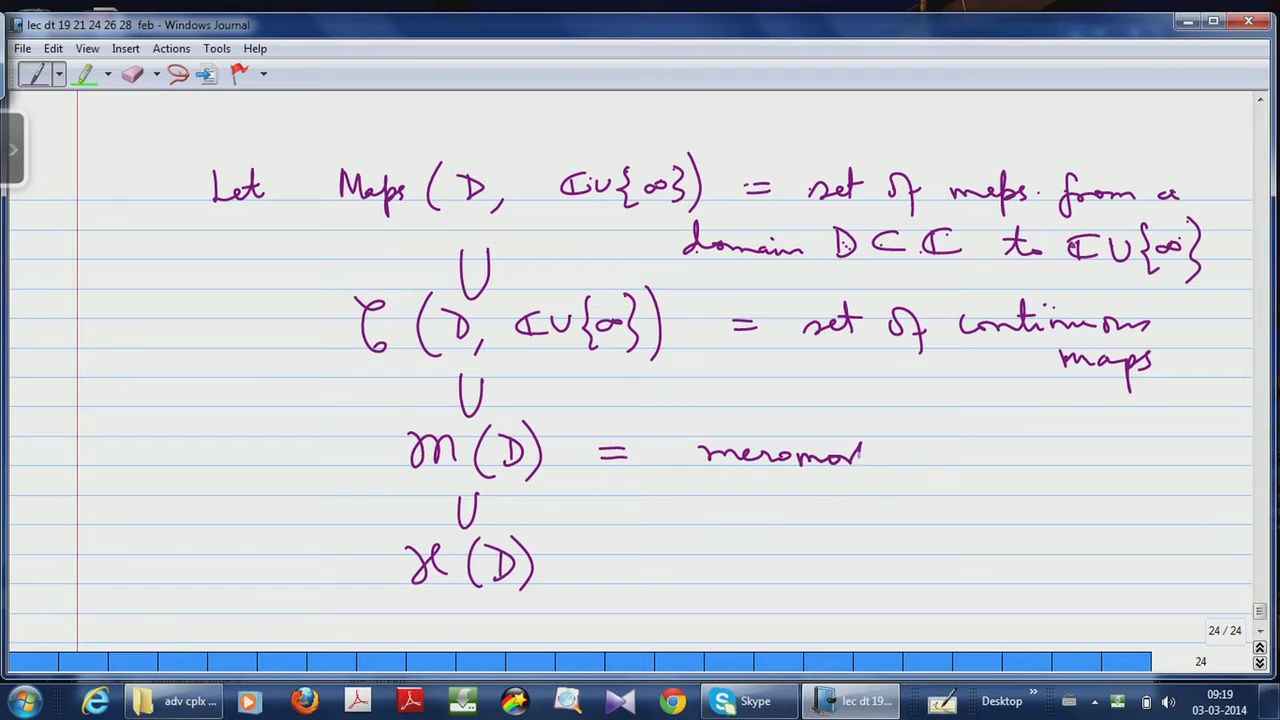 lec dt 19 21 24 26 28 feb - Windows Journal
File Edit View Insert Actions Tools Help
Let Maps (D, ℂ∪{∞}) = set of maps from a
domain D ⊂ ℂ to ℂ∪{∞}
∪
𝒞 (D, ℂ∪{∞}) = set of continuous
maps
∪
ℳ (D) = meromor
∪
ℋ (D)
24 / 24
24
adv cplx ... Skype lec dt 19... Desktop » 09:19
03-03-2014